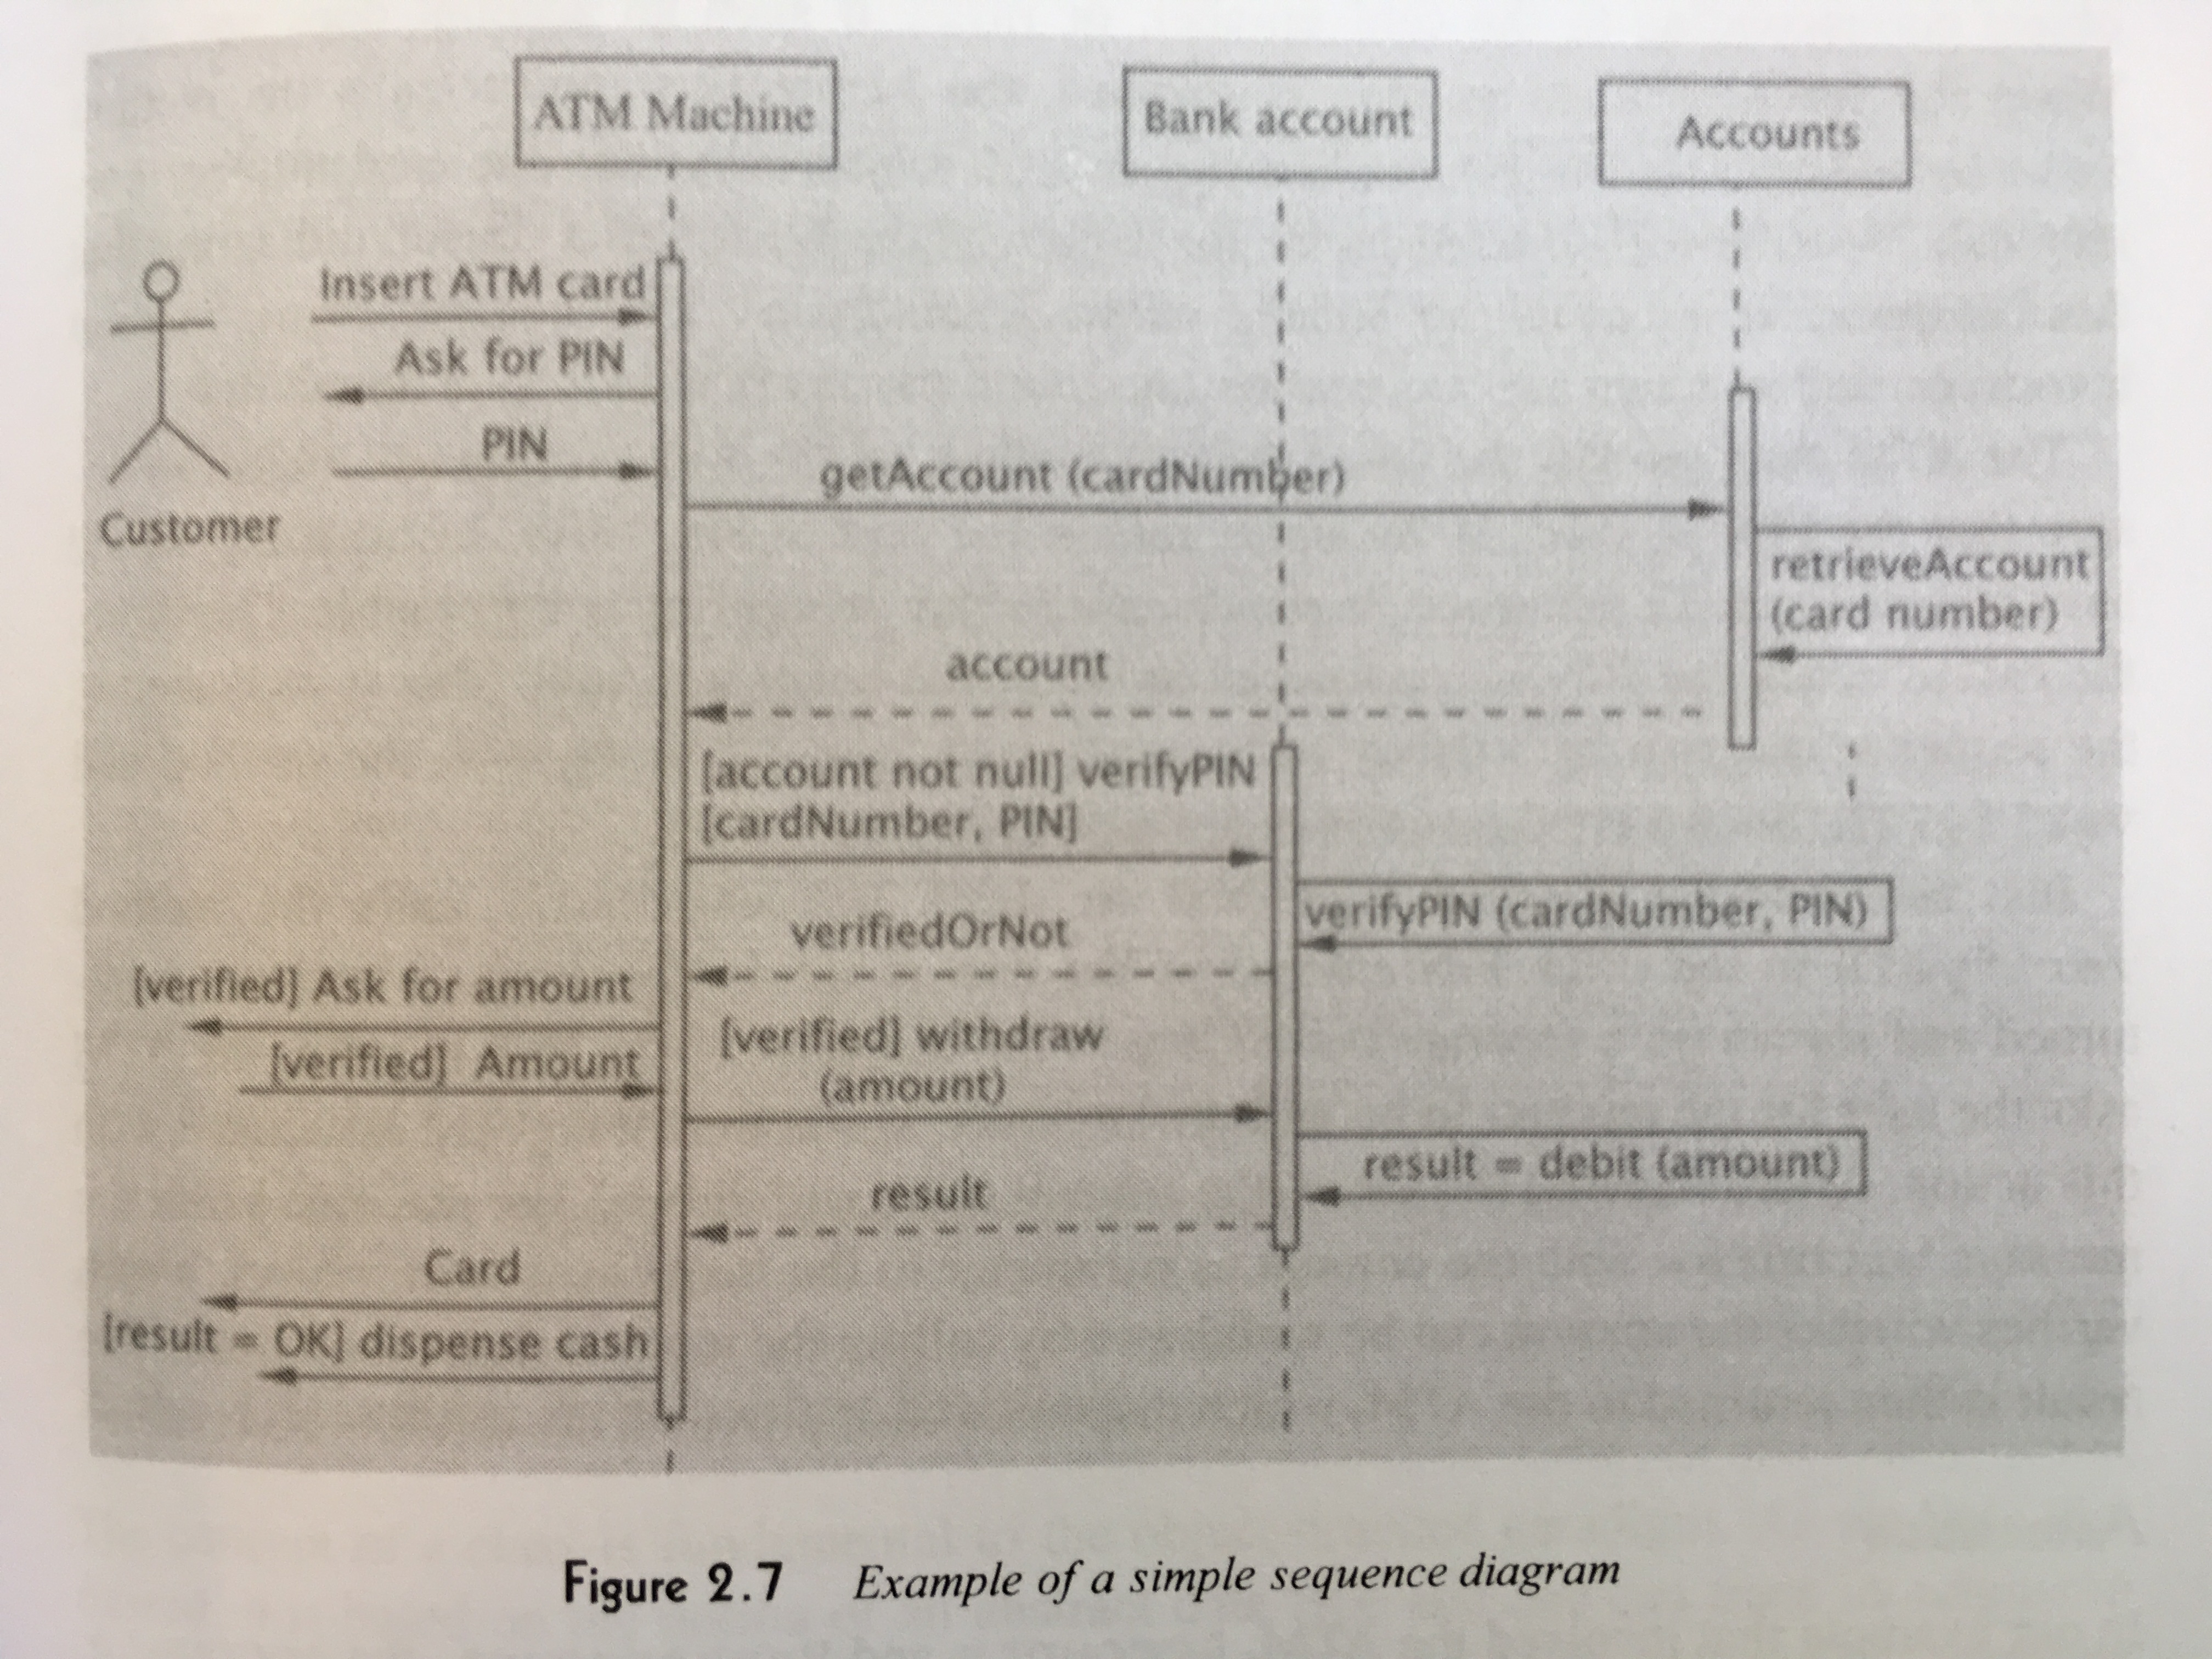 ATM Machine
Bank account
Accounts
Insert ATM card
Ask for PIN
PIN
Customer
getAccount (cardNumber)
retrieveAccount
(card number)
account
[account not null] verifyPIN
[cardNumber, PIN]
verifyPIN (cardNumber, PIN)
verifiedOrNot
[verified] Ask for amount
[verified] Amount
[verified] withdraw
(amount)
result = debit (amount)
result
Card
[result = OK] dispense cash
Figure 2.7 Example of a simple sequence diagram